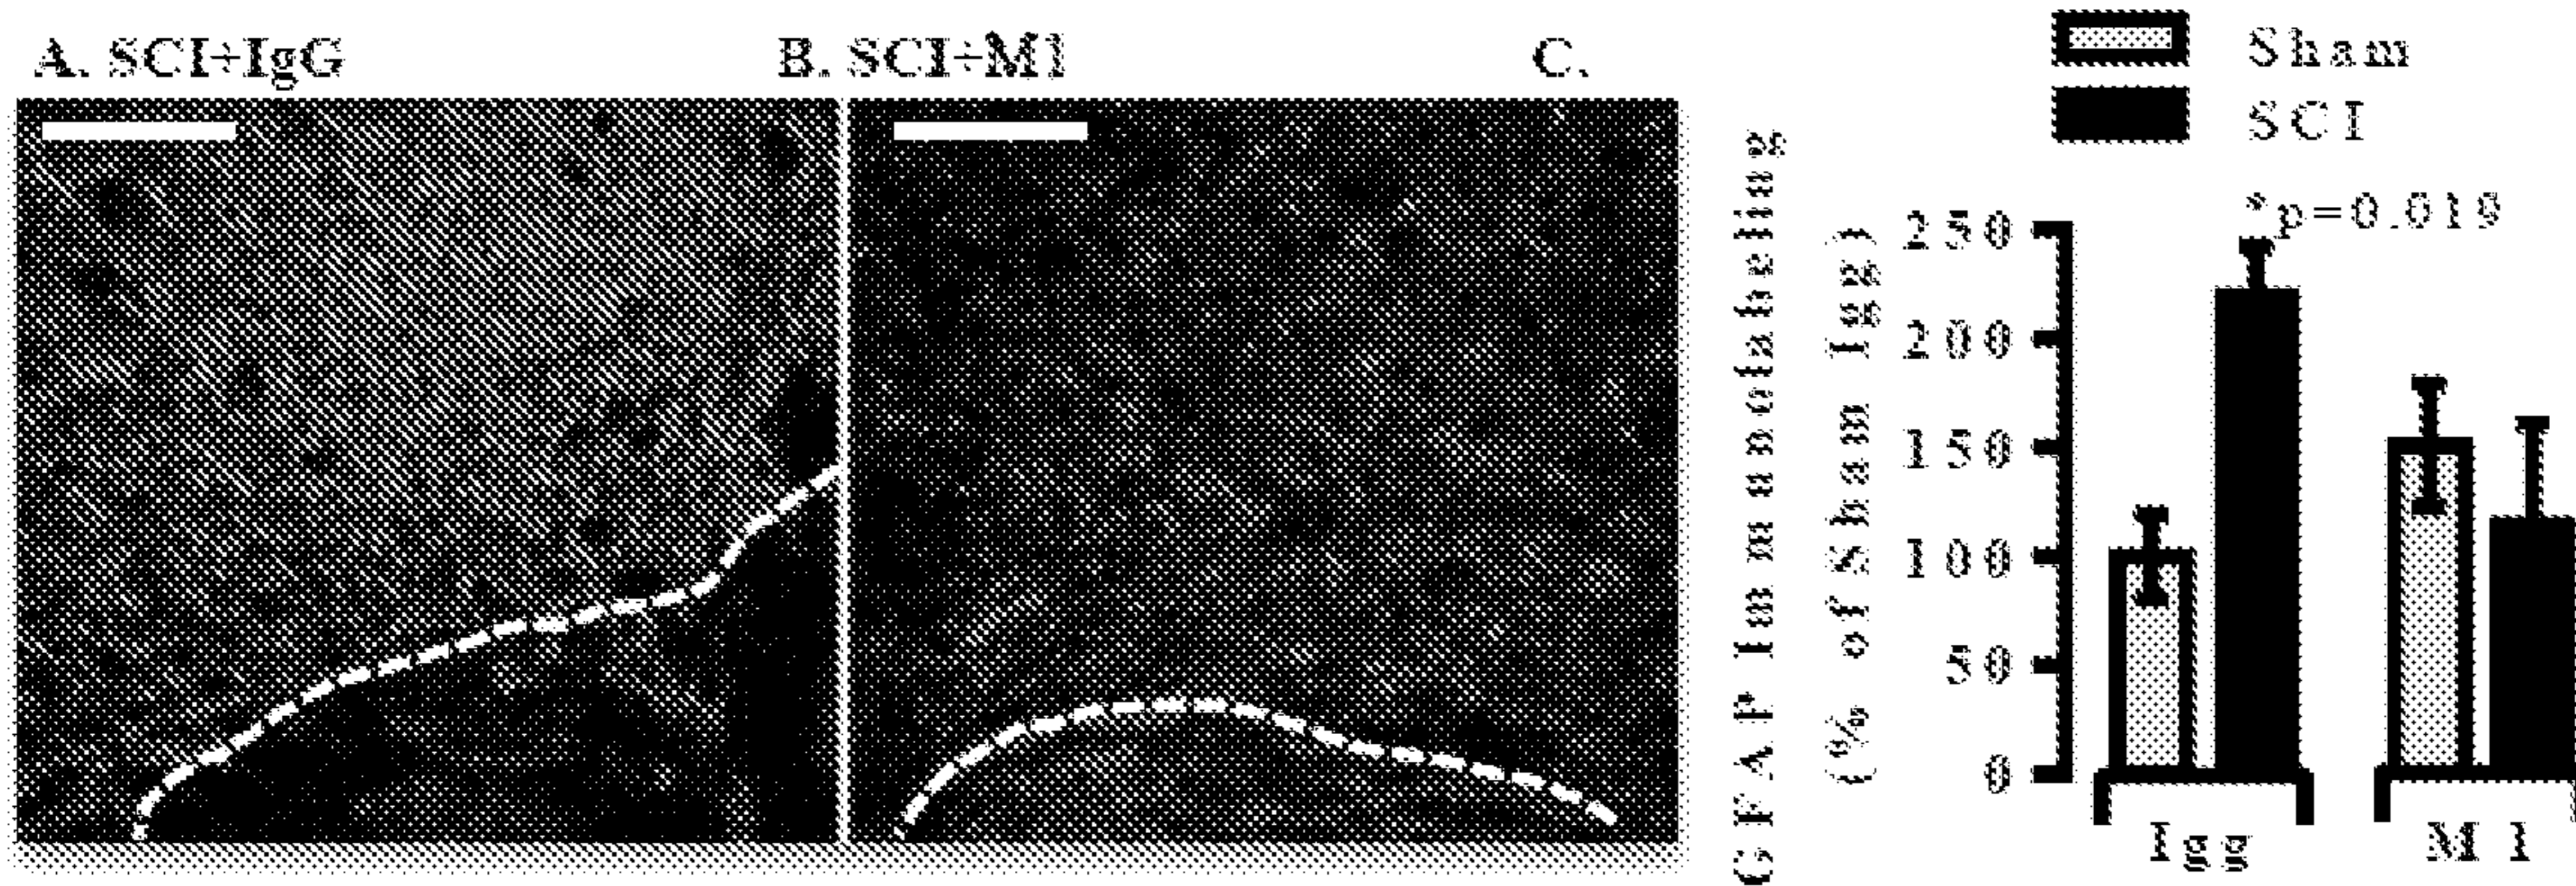 A. SCI+IgG
B. SCI+M1
C.
Sham
SCI
*p=0.019
GFAP Immunolabeling
(% of Sham Igg)
250
200
150
100
50
0
Igg
M1